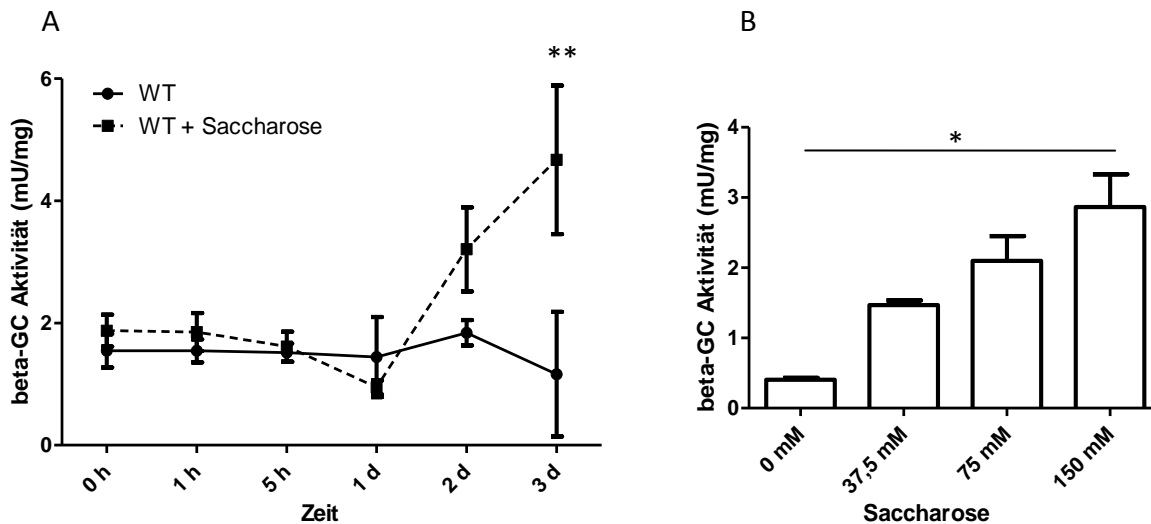 A
**
6
4
2
0
WT
WT + Saccharose
beta-GC Aktivität (mU/mg)
0 h
1 h
5 h
1 d
2 d
3 d
Zeit
B
*
4
3
2
1
0
beta-GC Aktivität (mU/mg)
0 mM
37,5 mM
75 mM
150 mM
Saccharose